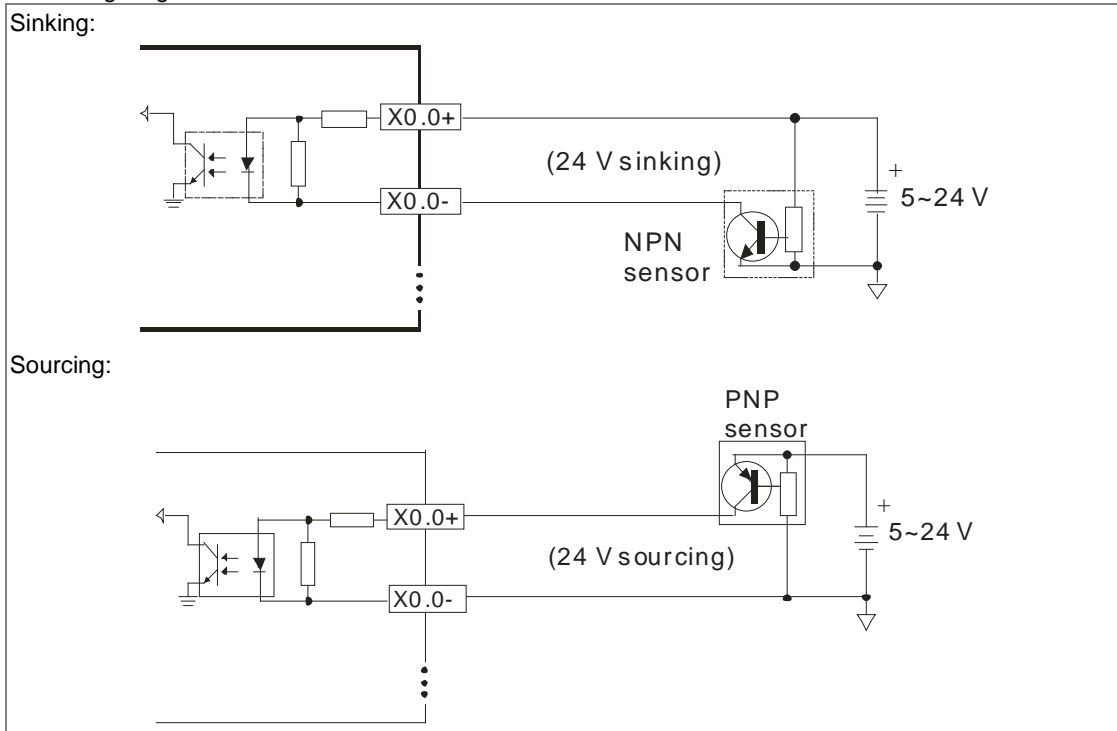 Sinking:
X0.0+
(24 V sinking)
+
5~24 V
X0.0-
NPN
sensor
Sourcing:
PNP
sensor
X0.0+
+
5~24 V
(24 V sourcing)
X0.0-